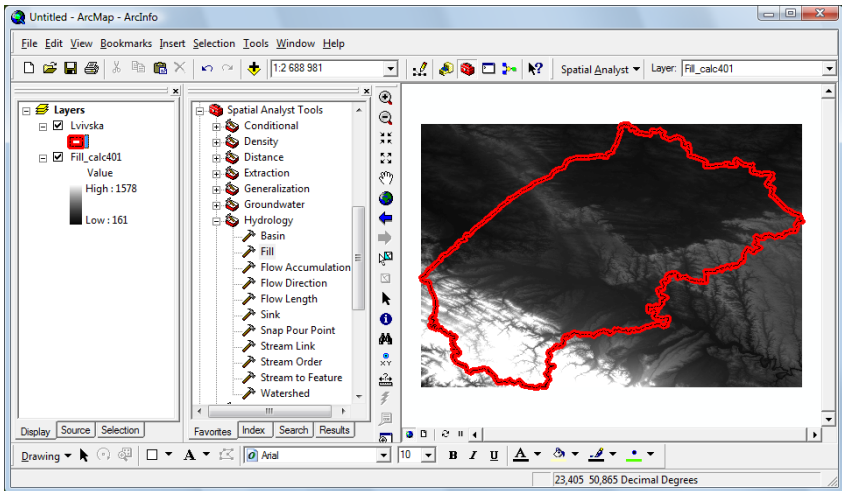 Untitled - ArcMap - ArcInfo
File Edit View Bookmarks Insert Selection Tools Window Help
1:2 688 981
Spatial Analyst
Layer: Fill_calc401
Layers
Lvivska
Fill_calc401
Value
High : 1578
Low : 161
Display Source Selection
Spatial Analyst Tools
Conditional
Density
Distance
Extraction
Generalization
Groundwater
Hydrology
Basin
Fill
Flow Accumulation
Flow Direction
Flow Length
Sink
Snap Pour Point
Stream Link
Stream Order
Stream to Feature
Watershed
Favorites Index Search Results
XY
Drawing A Arial 10 B I U A
23,405 50,865 Decimal Degrees